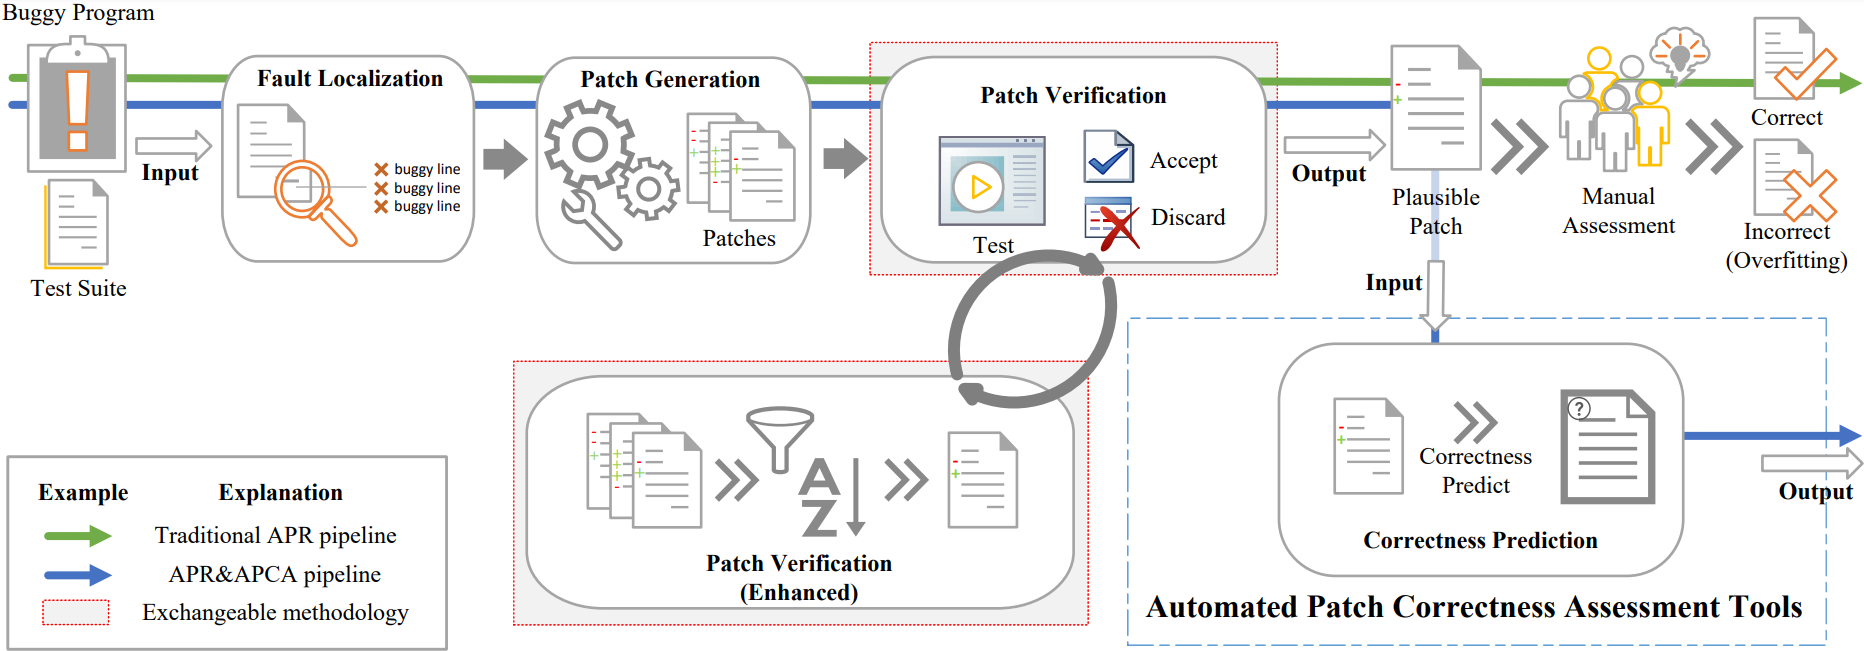 Buggy Program
Test Suite
Input
Fault Localization
buggy line
buggy line
buggy line
Patch Generation
Patches
Patch Verification
Test
Accept
Discard
Output
Plausible
Patch
Manual
Assessment
Correct
Incorrect
(Overfitting)
Input
Patch Verification
(Enhanced)
A
Z
?
Correctness
Predict
Correctness Prediction
Output
Automated Patch Correctness Assessment Tools
Example Explanation
Traditional APR pipeline
APR&APCA pipeline
Exchangeable methodology